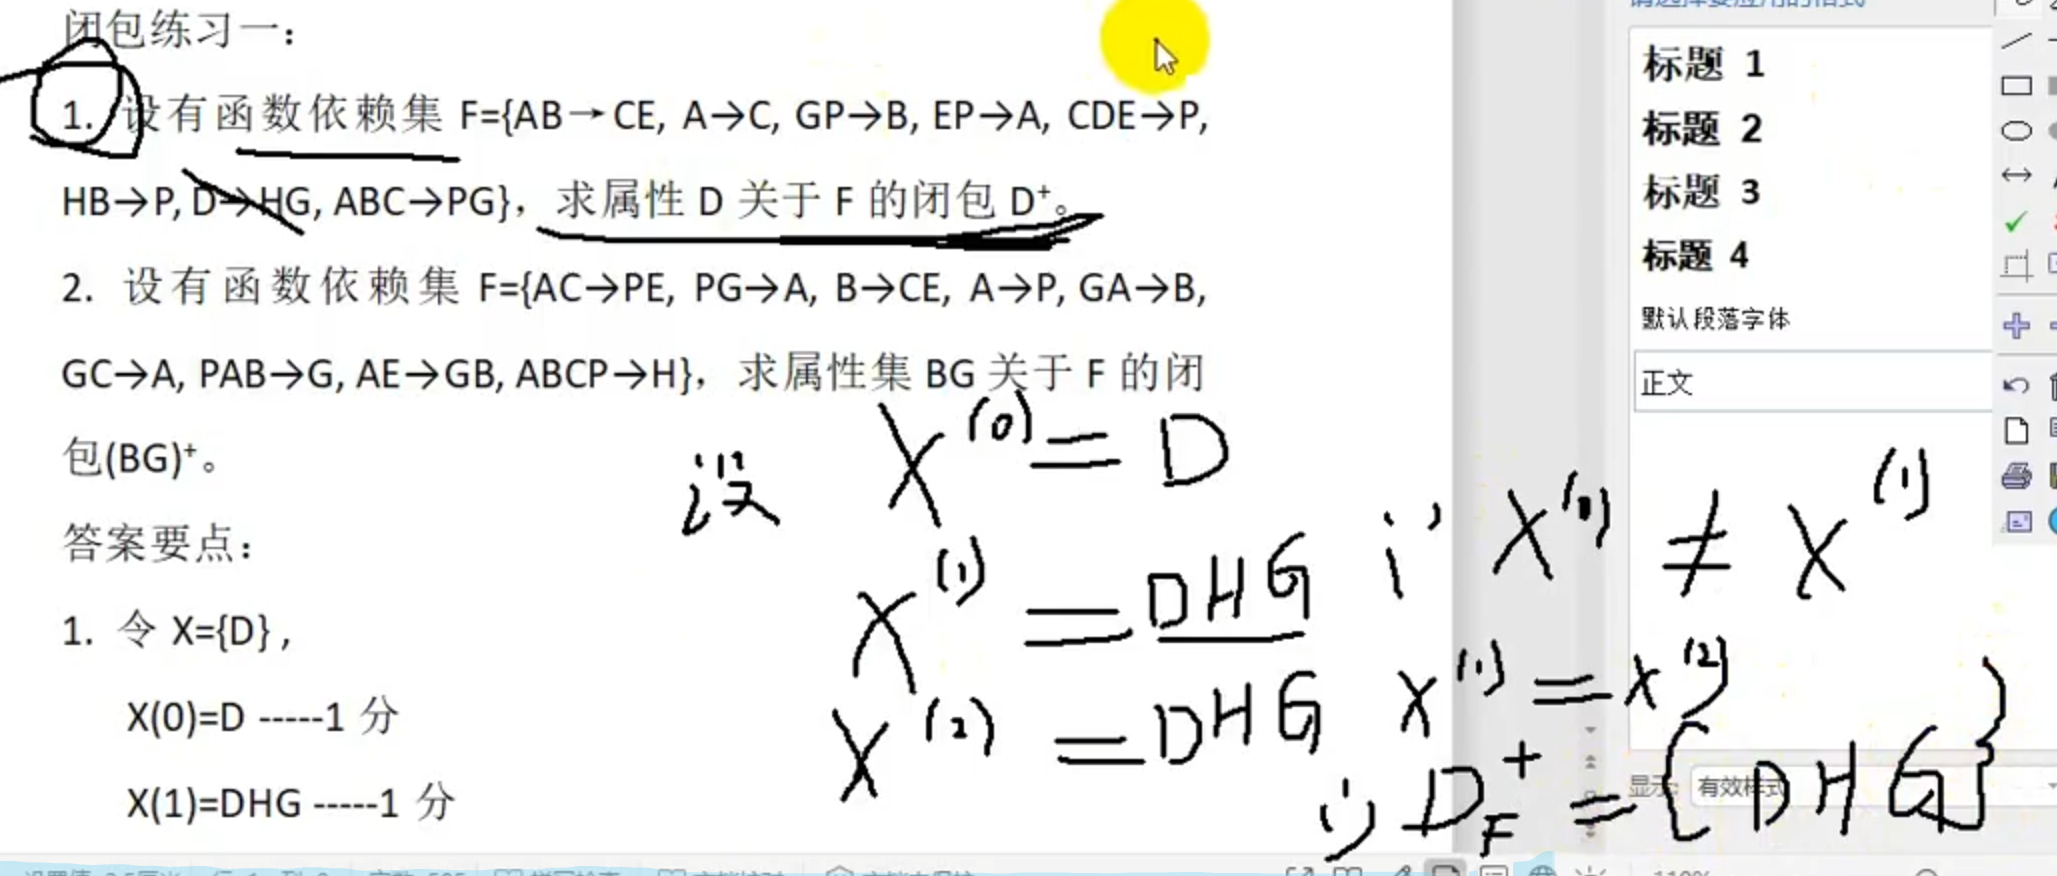 闭包练习一：
1. 设有函数依赖集 F={AB→CE, A→C, GP→B, EP→A, CDE→P,
HB→P, D→HG, ABC→PG}，求属性 D 关于 F 的闭包 D⁺。
2. 设有函数依赖集 F={AC→PE, PG→A, B→CE, A→P, GA→B,
GC→A, PAB→G, AE→GB, ABCP→H}，求属性集 BG 关于 F 的闭
包(BG)⁺。
答案要点：
1. 令 X={D}，
X(0)=D -----1 分
X(1)=DHG -----1 分
设 X⁽⁰⁾ = D
X⁽¹⁾ = DHG ∵ X⁽⁰⁾ ≠ X⁽¹⁾
X⁽²⁾ = DHG X⁽¹⁾ = X⁽²⁾
∴ D_F⁺ = {DHG}
标题 1
标题 2
标题 3
标题 4
默认段落字体
正文
有效样式